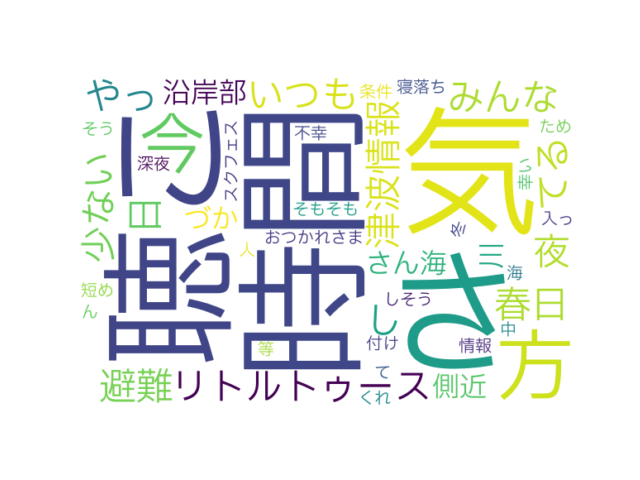 やっ
沿岸部
いつも
条件
寝落ち
みんな
そう
今
スクフェス
不幸
津波情報
気
ため
てる
深夜
少ない
日
づか
そもそも
時間
聴こ
幸い
入っ
人
おつかれさま
冬
夜
さん
海
川
海
さ
短め
ん
しそう
し
春日
中
等
付け
情報
方
避難
リトルトゥース
て
くれ
側近